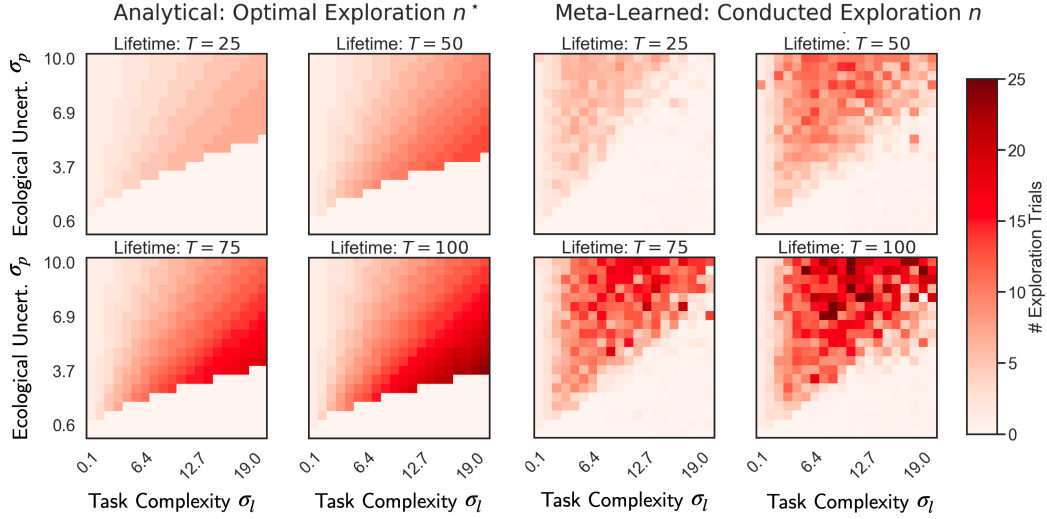 Analytical: Optimal Exploration n*
Meta-Learned: Conducted Exploration n
Lifetime: T = 25
Lifetime: T = 50
Lifetime: T = 25
Lifetime: T = 50
Ecological Uncert. σp
10.0
6.9
3.7
0.6
Lifetime: T = 75
Lifetime: T = 100
Lifetime: T = 75
Lifetime: T = 100
Ecological Uncert. σp
10.0
6.9
3.7
0.6
0.1 6.4 12.7 19.0
0.1 6.4 12.7 19.0
0.1 6.4 12.7 19.0
0.1 6.4 12.7 19.0
Task Complexity σl
Task Complexity σl
Task Complexity σl
Task Complexity σl
25
20
15
10
5
0
# Exploration Trials